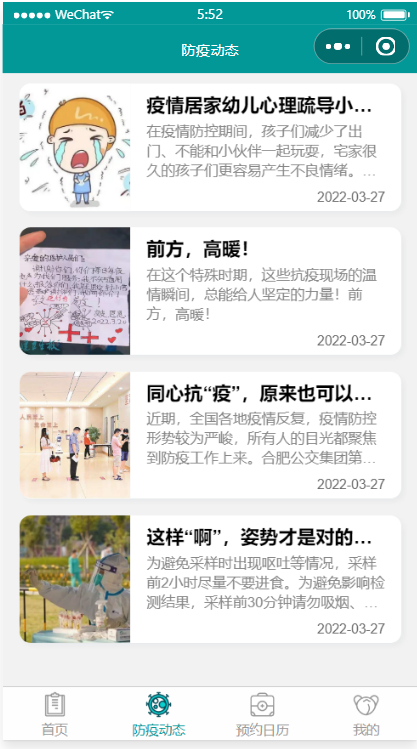 WeChat
5:52
100%
防疫动态
疫情居家幼儿心理疏导小...
在疫情防控期间，孩子们减少了出
门、不能和小伙伴一起玩耍，宅家很
久的孩子们更容易产生不良情绪。...
2022-03-27
前方，高暖！
在这个特殊时期，这些抗疫现场的温
情瞬间，总能给人坚定的力量！前
方，高暖！
2022-03-27
同心抗“疫”，原来也可以...
近期，全国各地疫情反复，疫情防控
形势较为严峻，所有人的目光都聚焦
到防疫工作上来。合肥公交集团第...
2022-03-27
这样“啊”，姿势才是对的...
为避免采样时出现呕吐等情况，采样
前2小时尽量不要进食。为避免影响检
测结果，采样前30分钟请勿吸烟、...
2022-03-27
首页
防疫动态
预约日历
我的